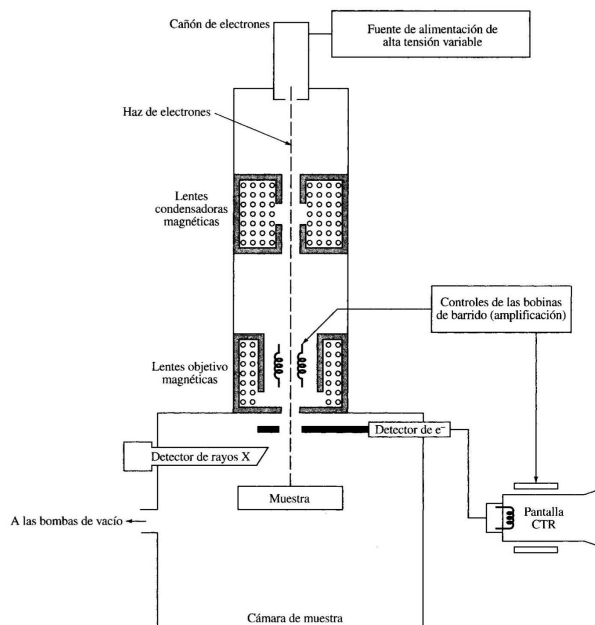 Cañón de electrones
Fuente de alimentación de
alta tensión variable
Haz de electrones
Lentes
condensadoras
magnéticas
Controles de las bobinas
de barrido (amplificación)
Lentes objetivo
magnéticas
Detector de e⁻
Detector de rayos X
Muestra
A las bombas de vacío
Pantalla
CTR
Cámara de muestra